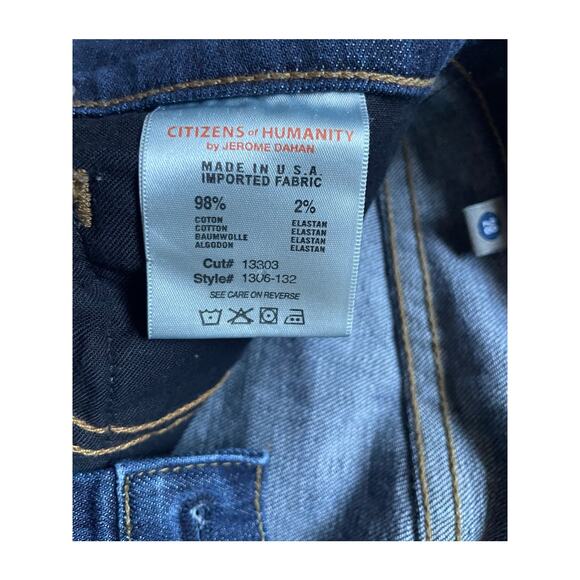 CITIZENS of HUMANITY
by JEROME DAHAN
MADE IN U.S.A.
IMPORTED FABRIC
98% 2%
COTON ELASTAN
COTTON ELASTAN
BAUMWOLLE ELASTAN
ALGODON ELASTAN
Cut# 13303
Style# 1306-132
SEE CARE ON REVERSE